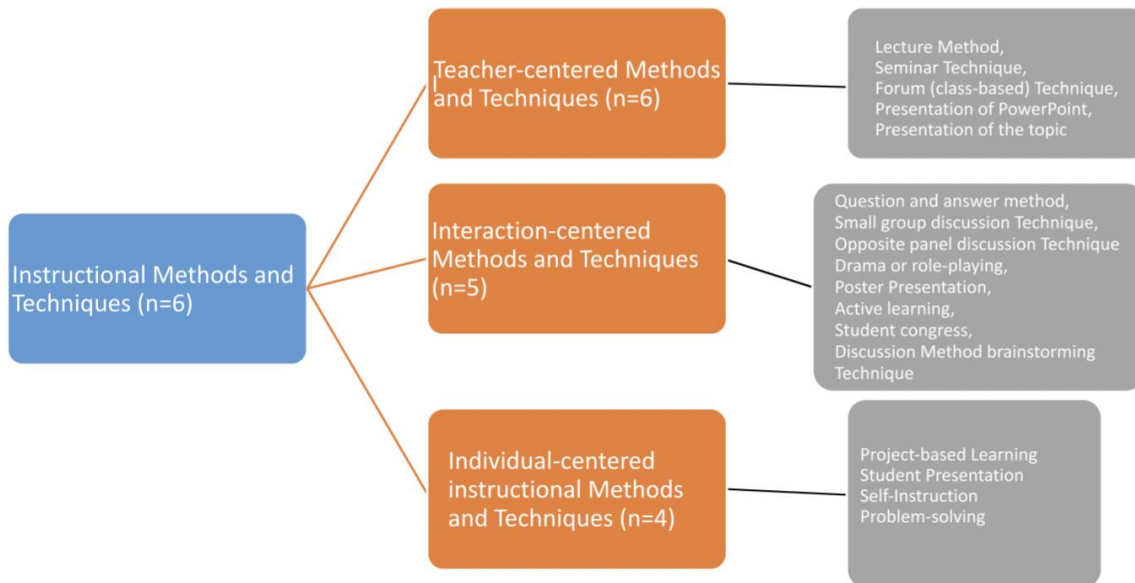 Instructional Methods and
Techniques (n=6)
Teacher-centered Methods
and Techniques (n=6)
Lecture Method,
Seminar Technique,
Forum (class-based) Technique,
Presentation of PowerPoint,
Presentation of the topic
Interaction-centered
Methods and Techniques
(n=5)
Question and answer method,
Small group discussion Technique,
Opposite panel discussion Technique
Drama or role-playing,
Poster Presentation,
Active learning,
Student congress,
Discussion Method brainstorming
Technique
Individual-centered
instructional Methods
and Techniques (n=4)
Project-based Learning
Student Presentation
Self-Instruction
Problem-solving